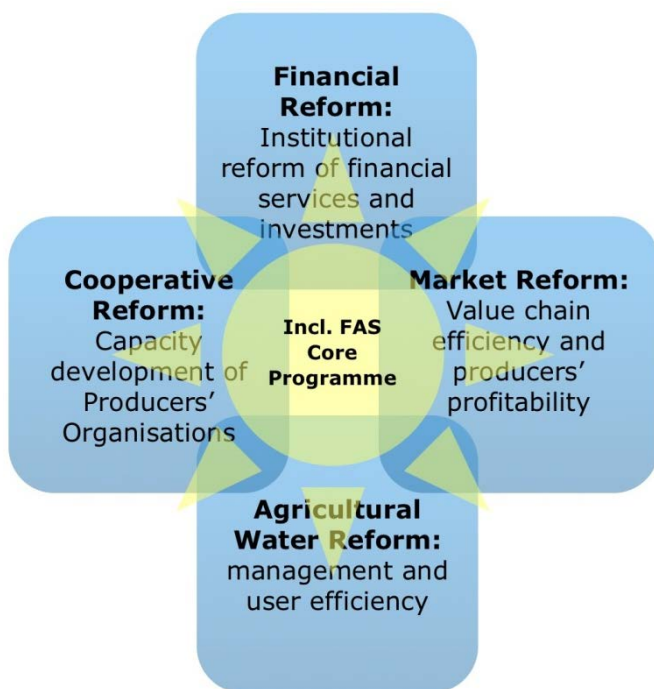 Financial
Reform:
Institutional
reform of financial
services and
investments
Cooperative
Reform:
Capacity
development of
Producers’
Organisations
Incl. FAS
Core
Programme
Market Reform:
Value chain
efficiency and
producers’
profitability
Agricultural
Water Reform:
management and
user efficiency